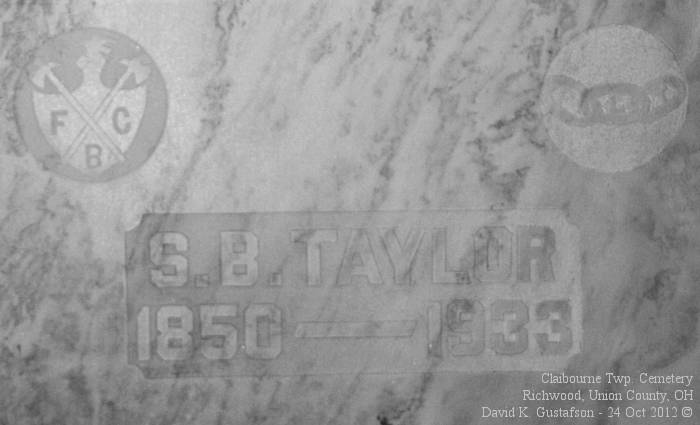 F C
B
S. B. TAYLOR
1850 — 1933
Claibourne Twp. Cemetery
Richwood, Union County, OH
David K. Gustafson - 24 Oct 2012 ©